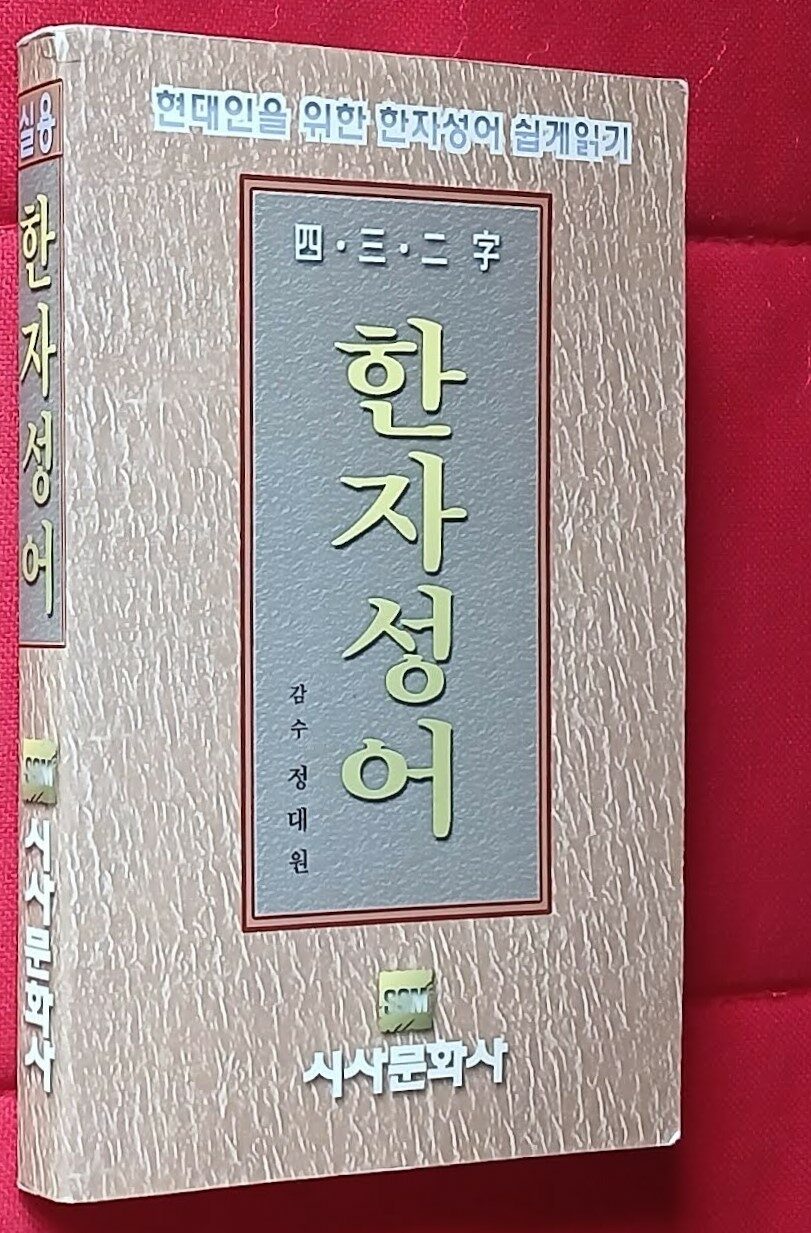 현대인을 위한 한자성어 쉽게읽기
四·三·二 字
한자성어
감수 정대원
SSM
시사문화사
실용
한자성어
SSM
시사문화사